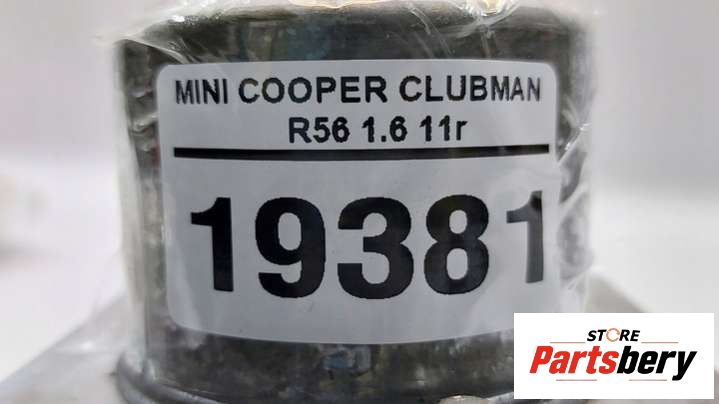 MINI COOPER CLUBMAN
R56 1.6 11r
19381
STORE
Partsbery